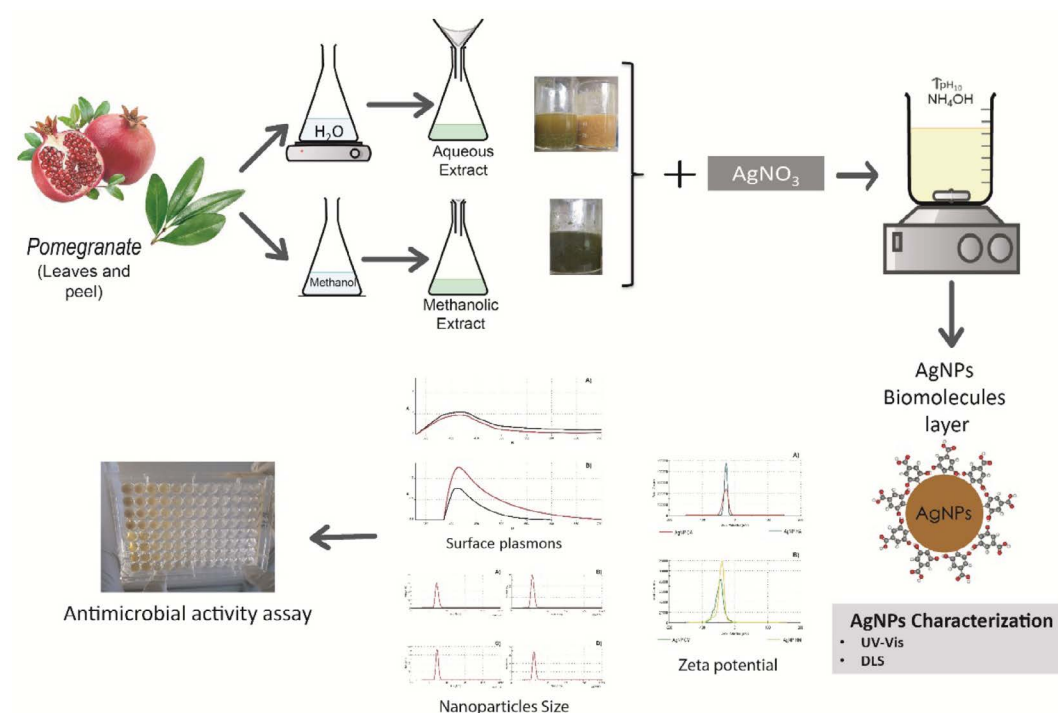 Pomegranate
(Leaves and
peel)
H₂O
Aqueous
Extract
Methanol
Methanolic
Extract
+
AgNO₃
↑pH₁₀
NH₄OH
AgNPs
Biomolecules
layer
AgNPs
AgNPs Characterization
• UV-Vis
• DLS
A)
B)
Surface plasmons
A)
B)
C)
D)
Nanoparticles Size
A)
B)
Zeta potential
Antimicrobial activity assay